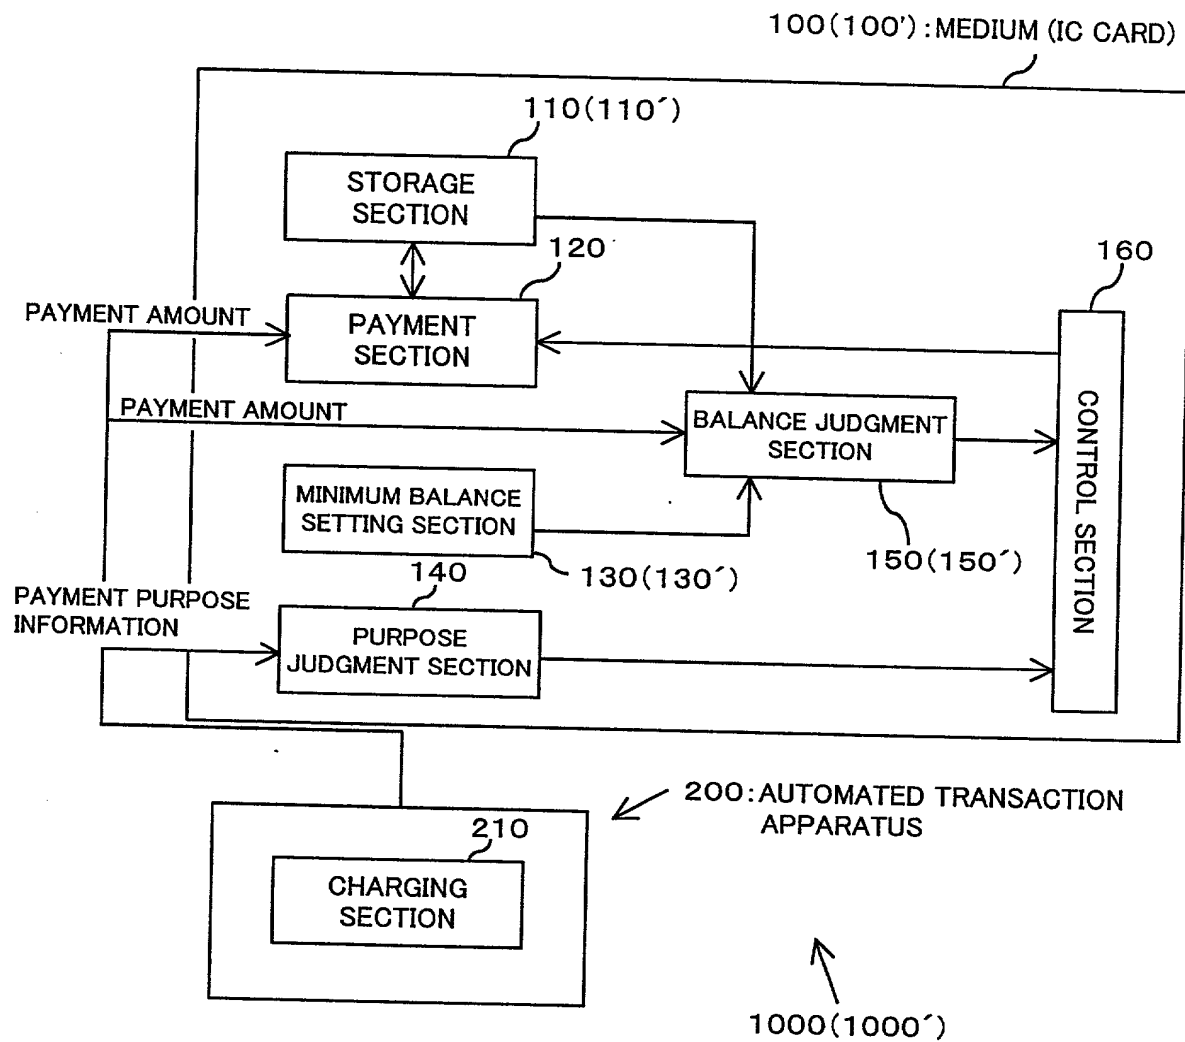 100(100'):MEDIUM (IC CARD)
110(110´)
STORAGE
SECTION
120
160
PAYMENT AMOUNT
PAYMENT
SECTION
PAYMENT AMOUNT
BALANCE JUDGMENT
SECTION
CONTROL SECTION
MINIMUM BALANCE
SETTING SECTION
150(150´)
130(130´)
140
PAYMENT PURPOSE
INFORMATION
PURPOSE
JUDGMENT SECTION
200:AUTOMATED TRANSACTION
APPARATUS
210
CHARGING
SECTION
1000(1000´)